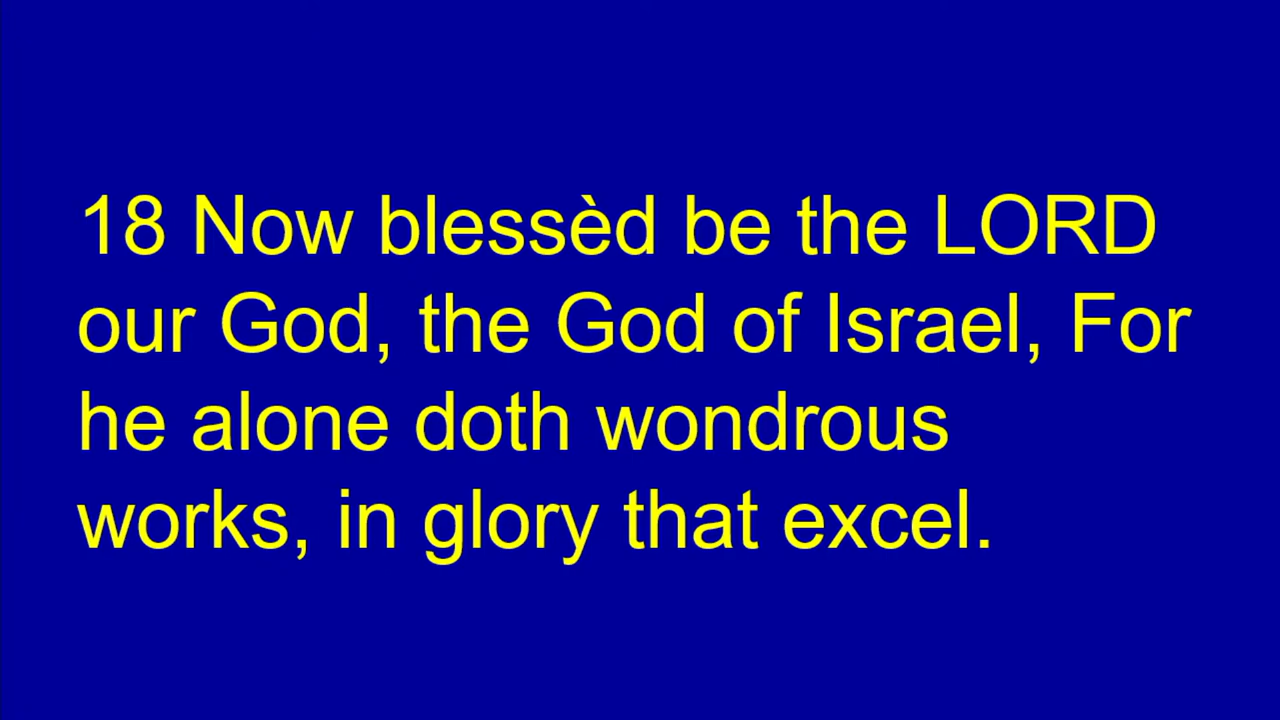 18 Now blessèd be the LORD
our God, the God of Israel, For
he alone doth wondrous
works, in glory that excel.